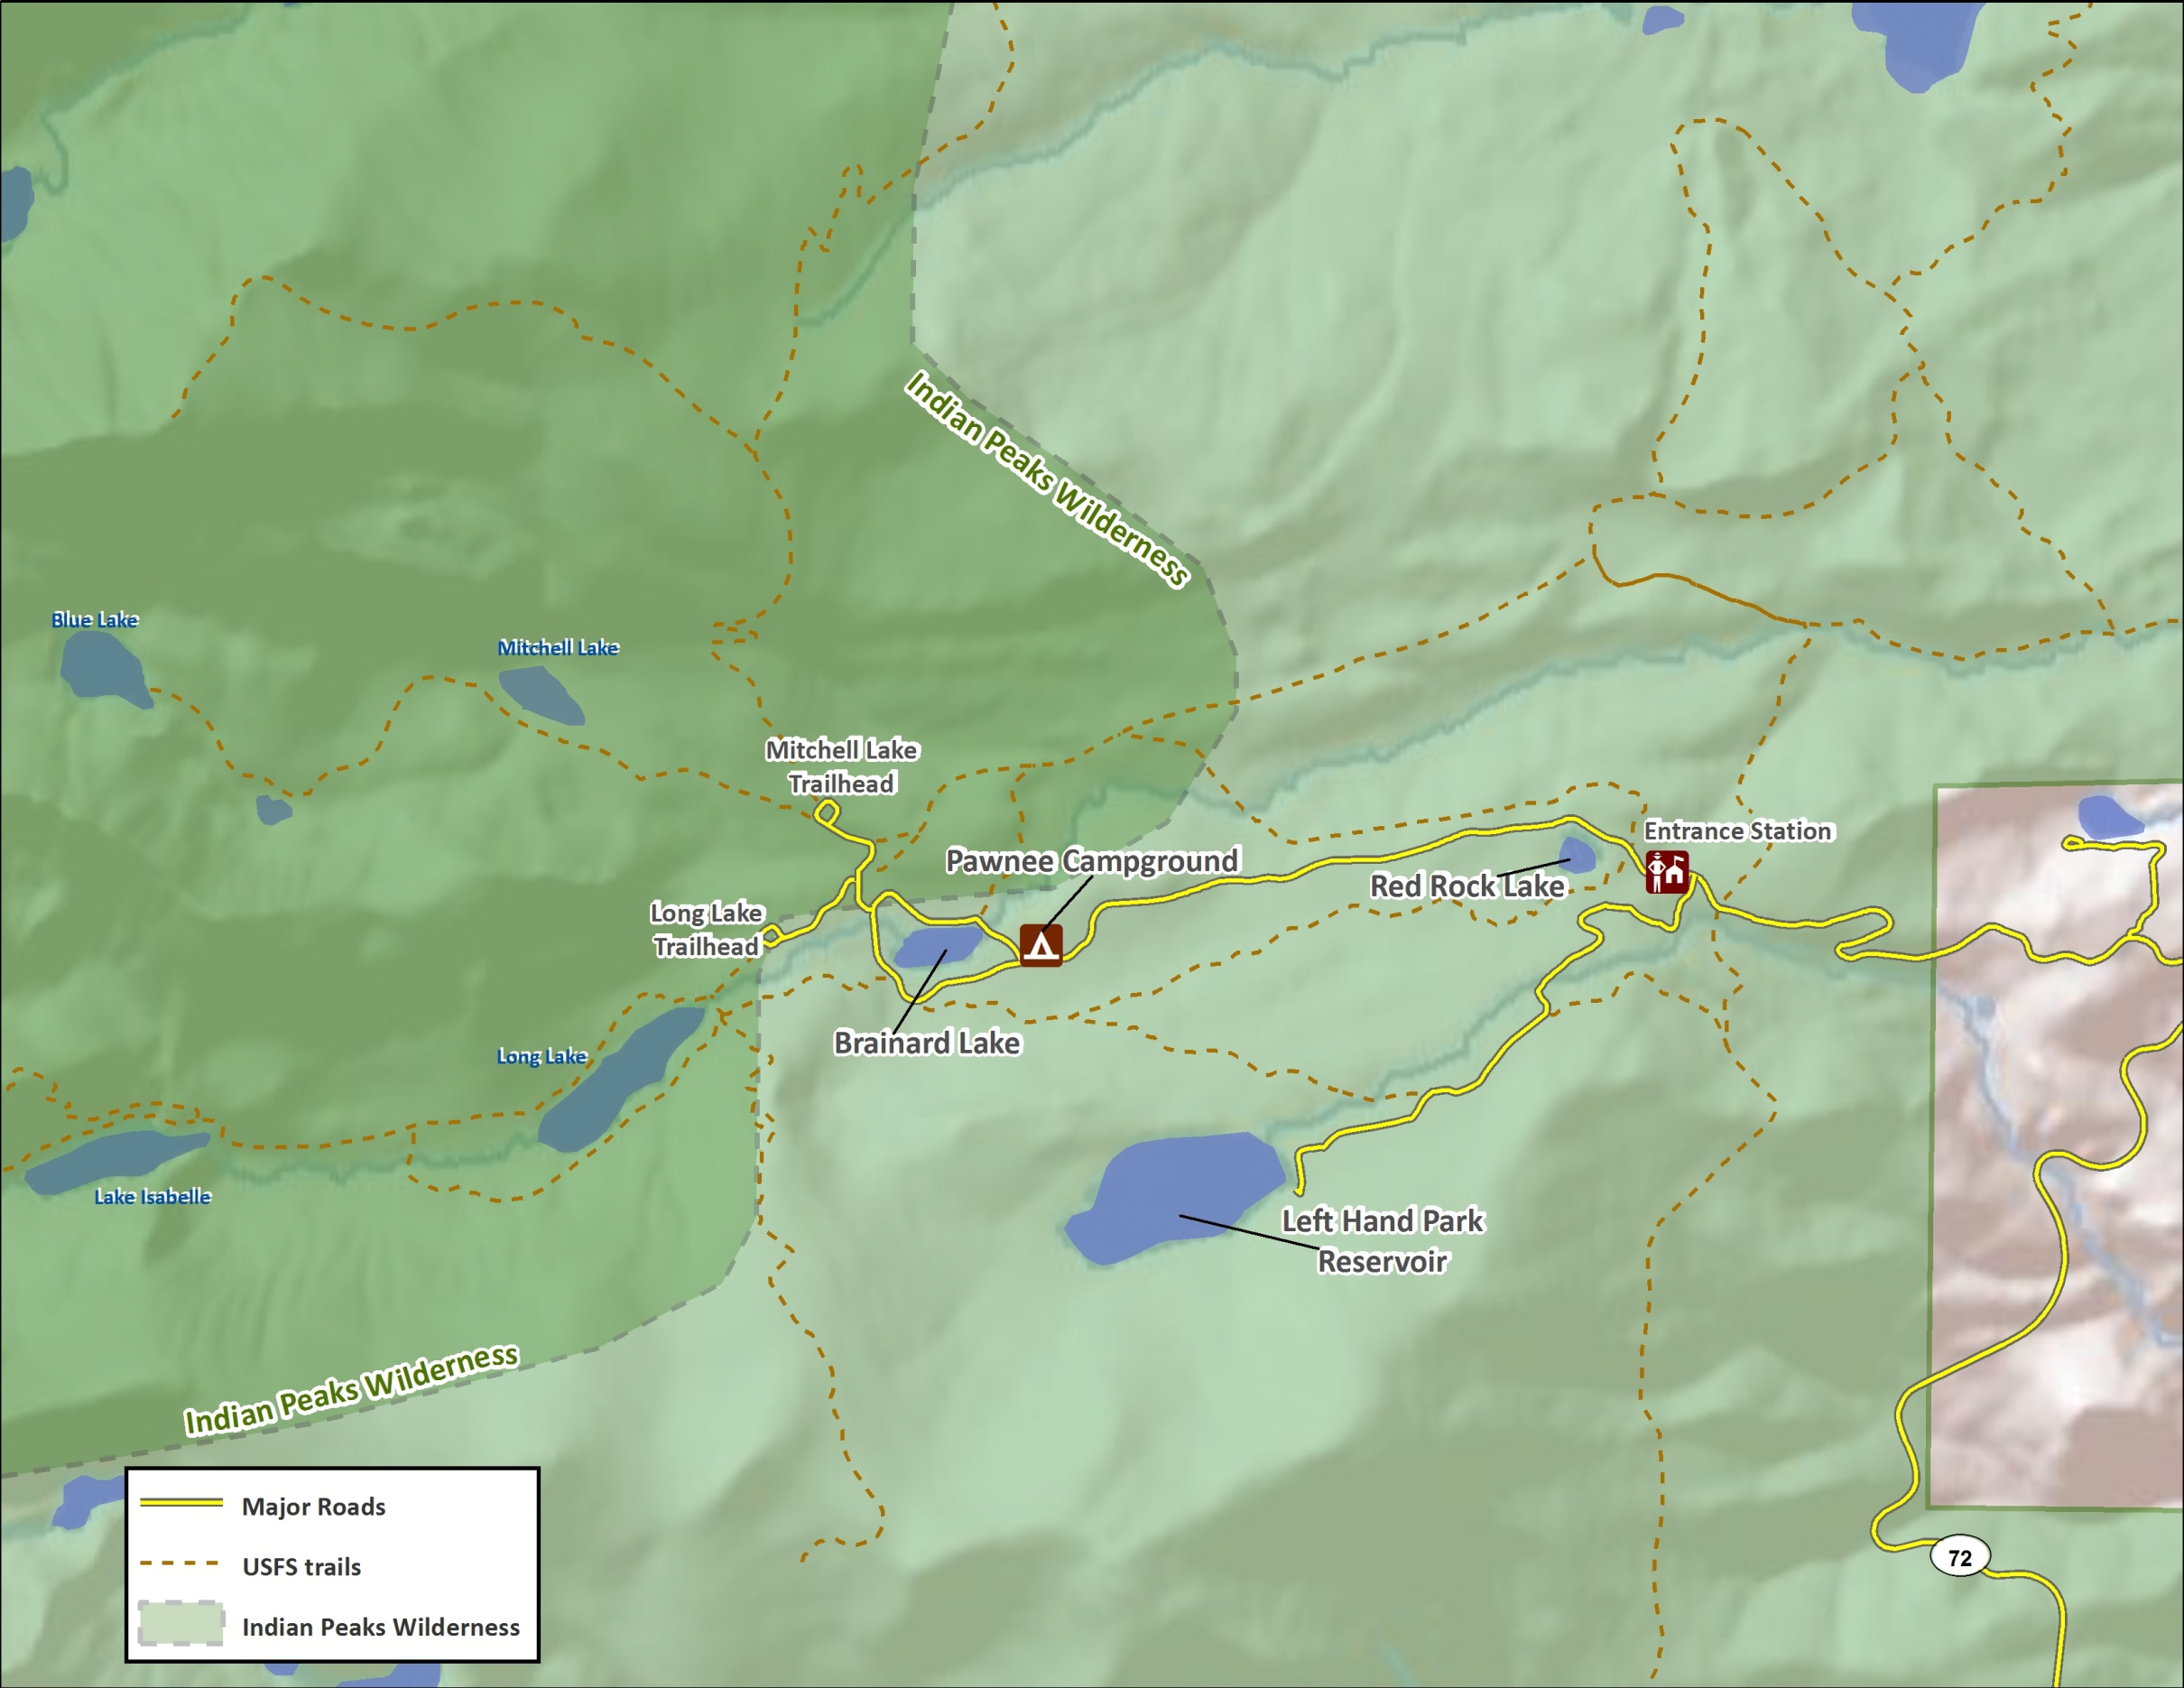 Indian Peaks Wilderness
Blue Lake
Mitchell Lake
Mitchell Lake
Trailhead
Entrance Station
Pawnee Campground
Red Rock Lake
Long Lake
Trailhead
Brainard Lake
Long Lake
Lake Isabelle
Left Hand Park
Reservoir
Indian Peaks Wilderness
Major Roads
USFS trails
Indian Peaks Wilderness
72